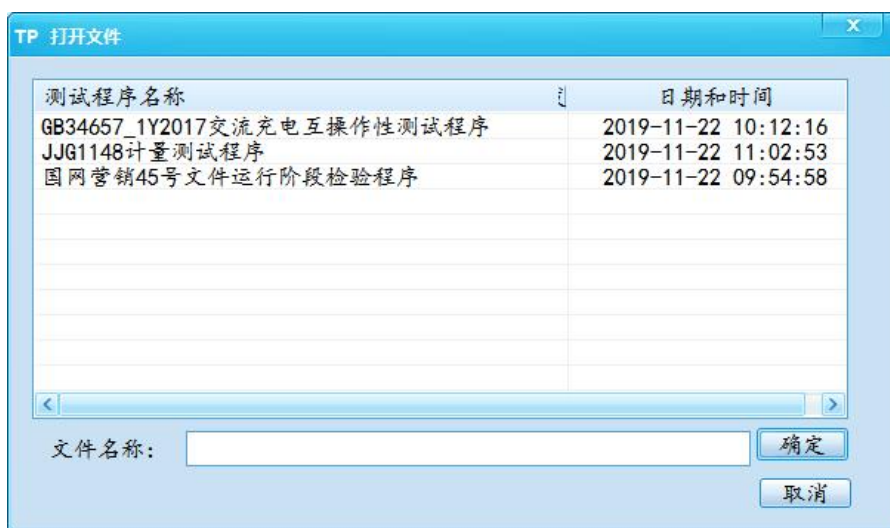 TP 打开文件
测试程序名称 日期和时间
GB34657_1Y2017交流充电互操作性测试程序 2019-11-22 10:12:16
JJG1148计量测试程序 2019-11-22 11:02:53
国网营销45号文件运行阶段检验程序 2019-11-22 09:54:58
文件名称: 确定
取消